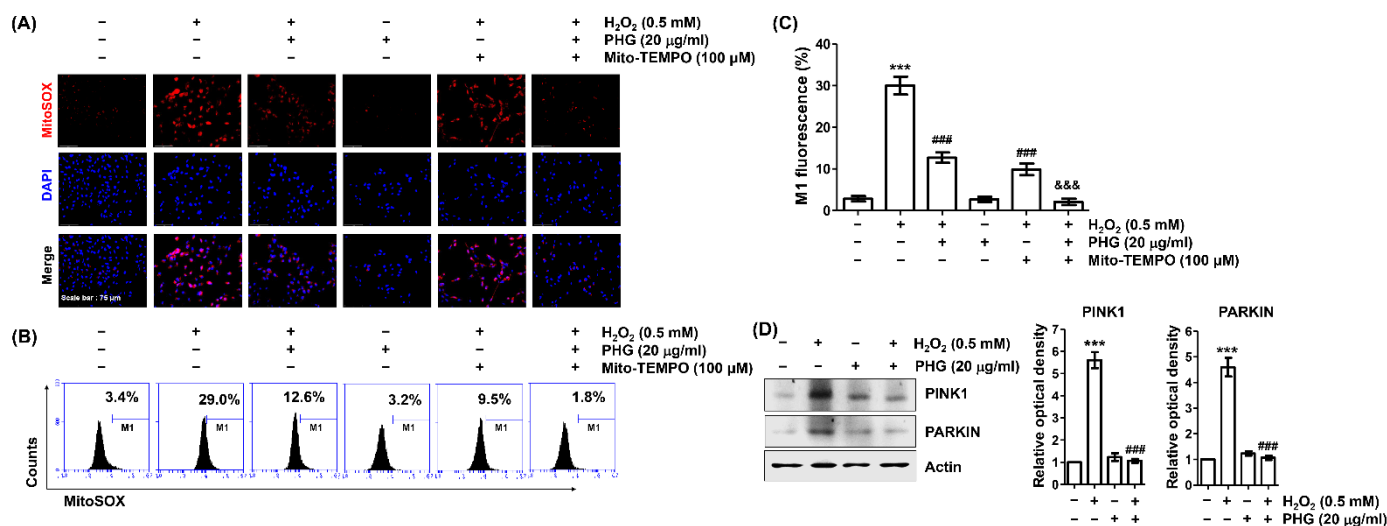 (A)
– + + – + + H₂O₂ (0.5 mM)
– – + + – + PHG (20 μg/ml)
– – – – + + Mito-TEMPO (100 μM)
MitoSOX
DAPI
Merge
Scale bar : 75 μm
(B)
– + + – + + H₂O₂ (0.5 mM)
– – + + – + PHG (20 μg/ml)
– – – – + + Mito-TEMPO (100 μM)
3.4% 29.0% 12.6% 3.2% 9.5% 1.8%
M1 M1 M1 M1 M1 M1
Counts
MitoSOX
(C)
M1 fluorescence (%)
40
30
20
10
0
***
###
###
&&&
– + + – + + H₂O₂ (0.5 mM)
– – + + – + PHG (20 μg/ml)
– – – – + + Mito-TEMPO (100 μM)
(D)
– + – + H₂O₂ (0.5 mM)
– – + + PHG (20 μg/ml)
PINK1
PARKIN
Actin
PINK1
Relative optical density
7
6
5
4
3
2
1
0
***
###
– + – +
– – + +
PARKIN
Relative optical density
6
5
4
3
2
1
0
***
###
– + – + H₂O₂ (0.5 mM)
– – + + PHG (20 μg/ml)